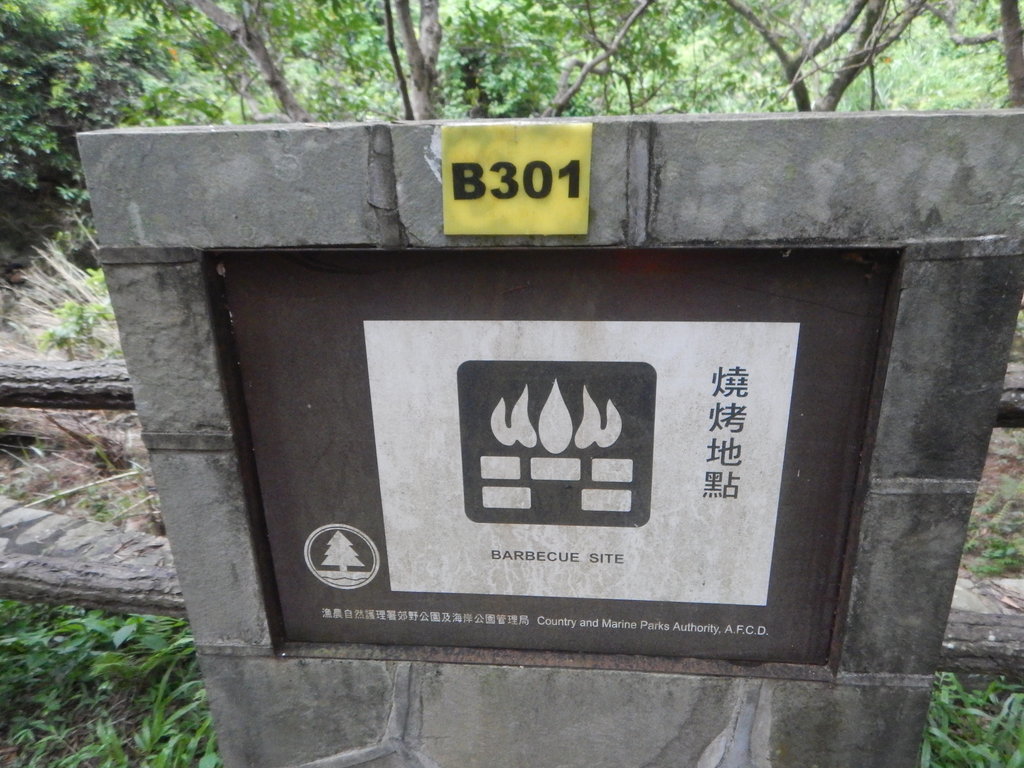 B301
燒烤地點
BARBECUE SITE
漁農自然護理署郊野公園及海岸公園管理局 Country and Marine Parks Authority, A.F.C.D.